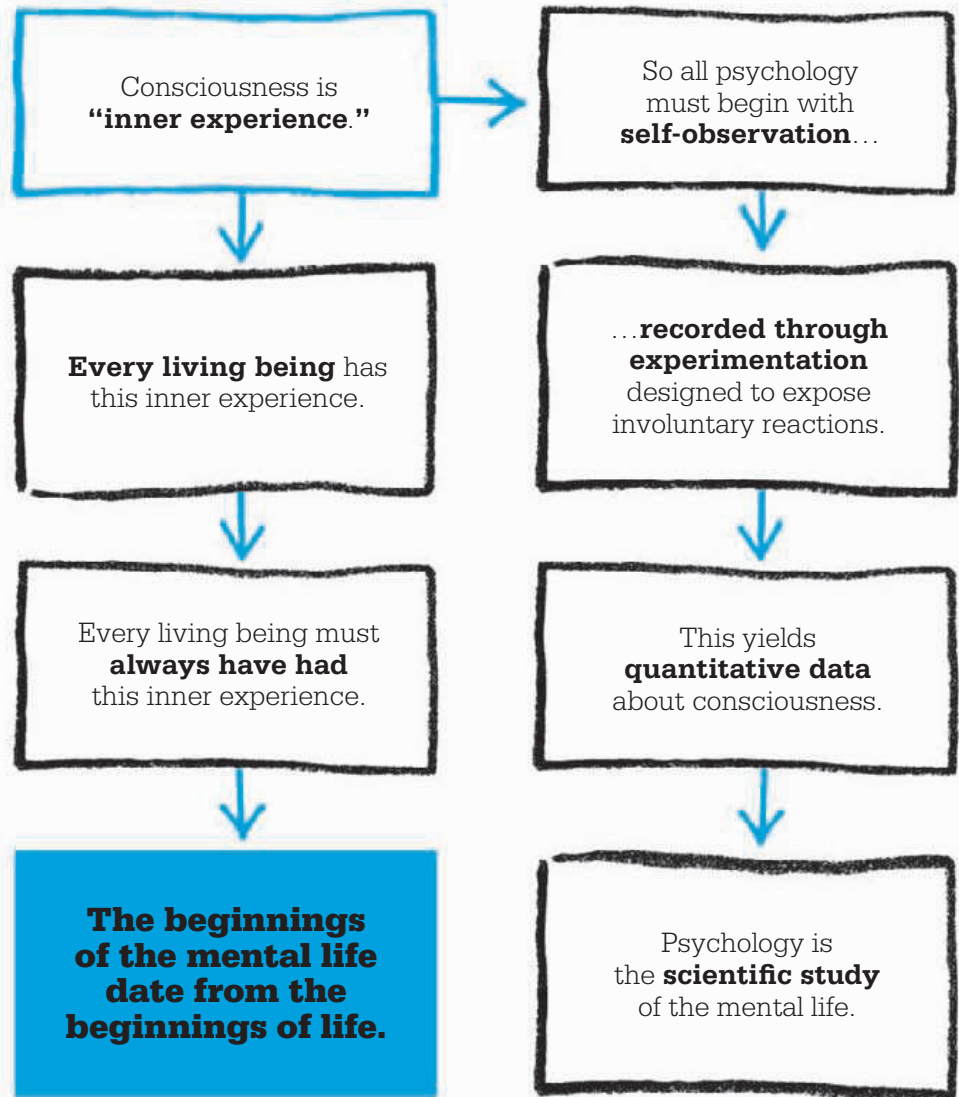 Consciousness is
“inner experience.”
Every living being has
this inner experience.
Every living being must
always have had
this inner experience.
The beginnings
of the mental life
date from the
beginnings of life.
So all psychology
must begin with
self-observation…
…recorded through
experimentation
designed to expose
involuntary reactions.
This yields
quantitative data
about consciousness.
Psychology is
the scientific study
of the mental life.